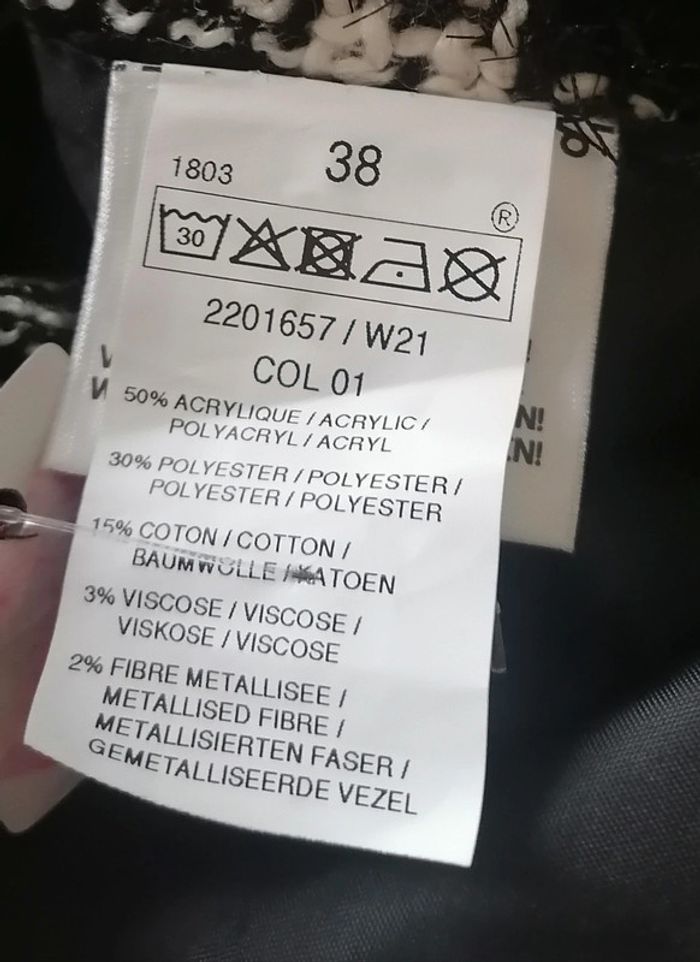 38
1803
®
30
2201657 / W21
COL 01
50% ACRYLIQUE / ACRYLIC /
POLYACRYL / ACRYL
30% POLYESTER / POLYESTER /
POLYESTER / POLYESTER
15% COTON / COTTON /
BAUMWOLLE / KATOEN
3% VISCOSE / VISCOSE /
VISKOSE / VISCOSE
2% FIBRE METALLISEE /
METALLISED FIBRE /
METALLISIERTEN FASER /
GEMETALLISEERDE VEZEL